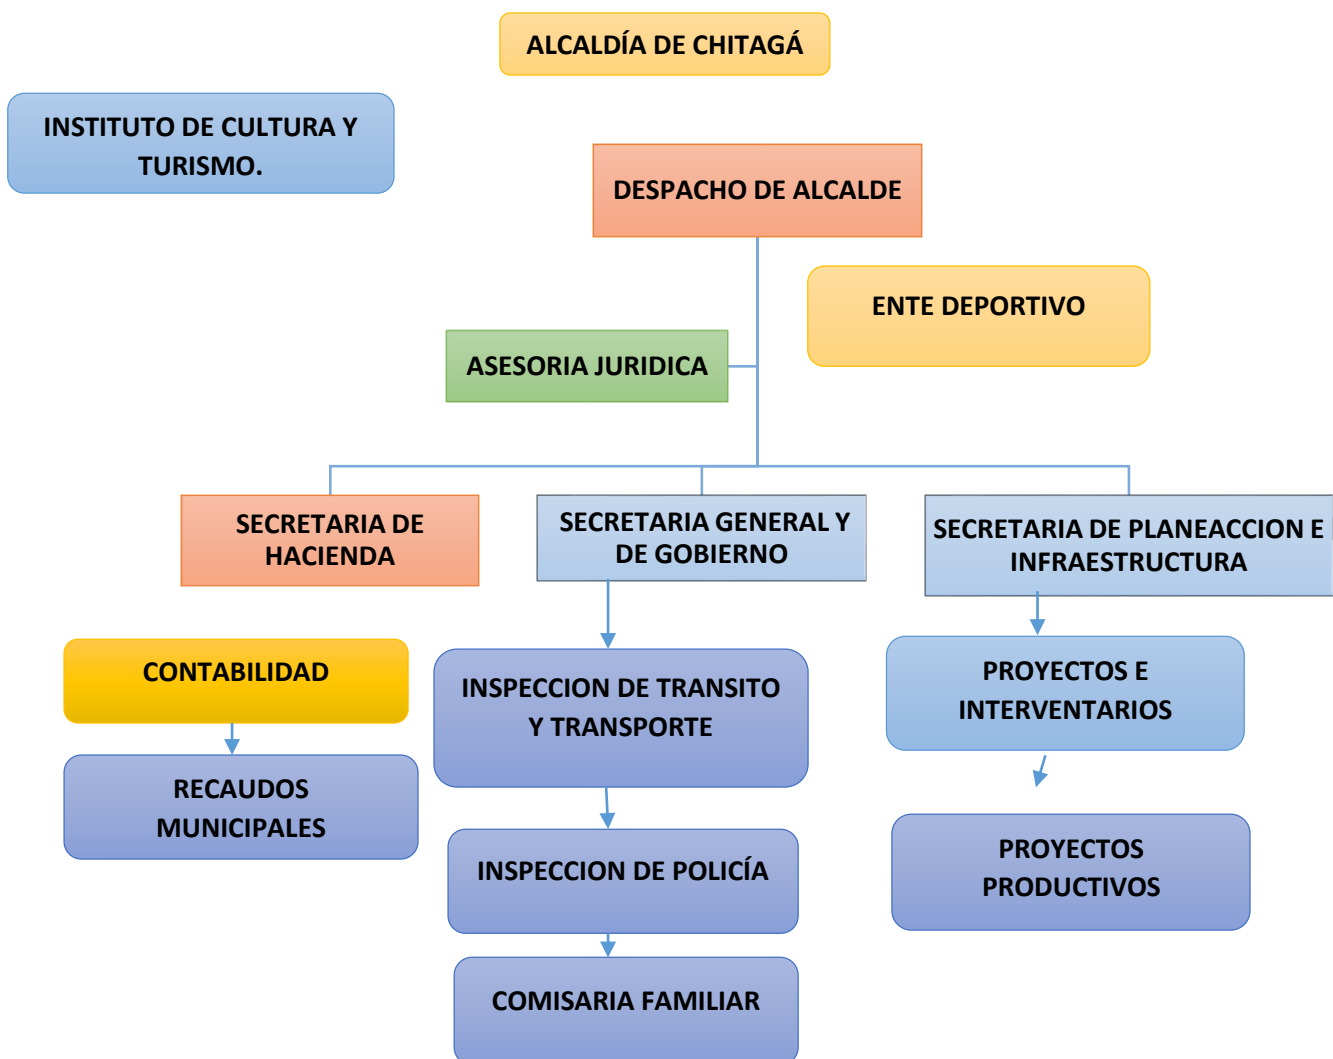 ALCALDÍA DE CHITAGÁ
INSTITUTO DE CULTURA Y
TURISMO.
DESPACHO DE ALCALDE
ENTE DEPORTIVO
ASESORIA JURIDICA
SECRETARIA DE
HACIENDA
SECRETARIA GENERAL Y
DE GOBIERNO
SECRETARIA DE PLANEACCION E
INFRAESTRUCTURA
CONTABILIDAD
RECAUDOS
MUNICIPALES
INSPECCION DE TRANSITO
Y TRANSPORTE
INSPECCION DE POLICÍA
COMISARIA FAMILIAR
PROYECTOS E
INTERVENTARIOS
PROYECTOS
PRODUCTIVOS